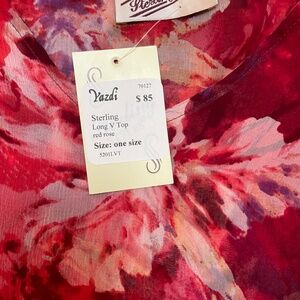 70127
Yazdi
$ 85
Sterling
Long V Top
red rose
Size: one size
5201LVT